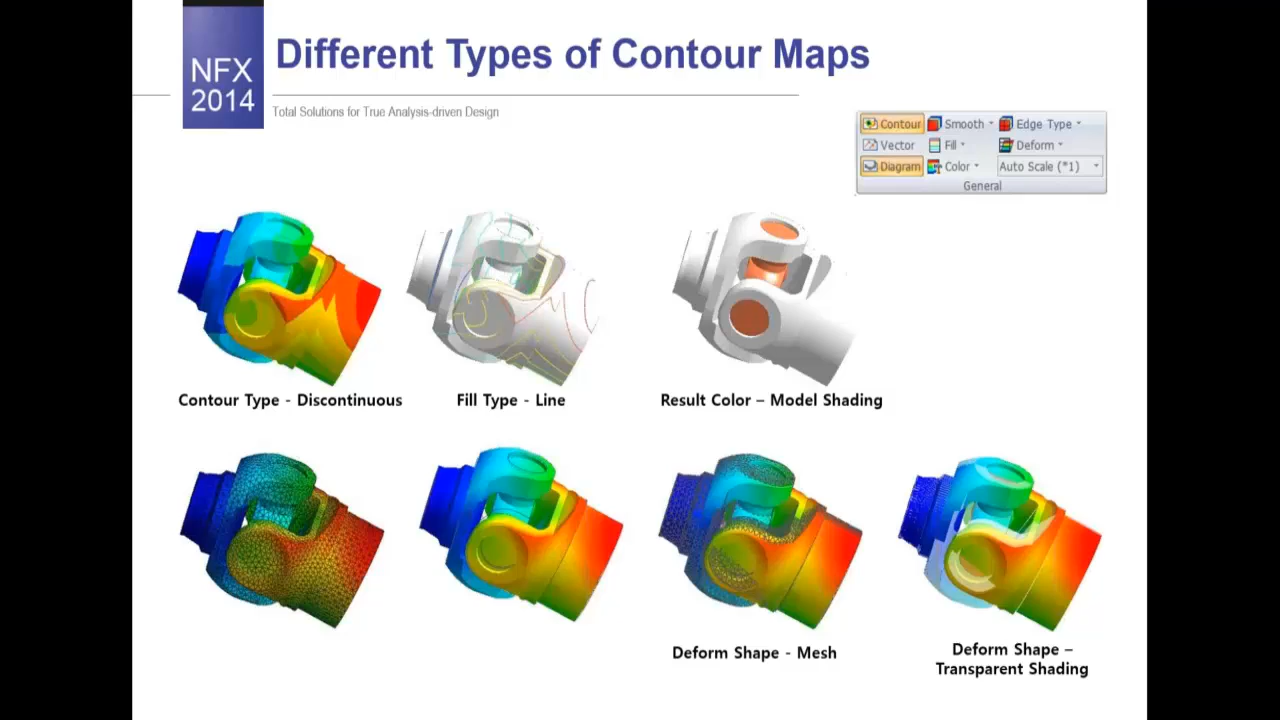 NFX
2014
Different Types of Contour Maps
Total Solutions for True Analysis-driven Design
Contour Smooth Edge Type
Vector Fill Deform
Diagram Color Auto Scale (*1)
General
Contour Type - Discontinuous
Fill Type - Line
Result Color – Model Shading
Deform Shape - Mesh
Deform Shape –
Transparent Shading